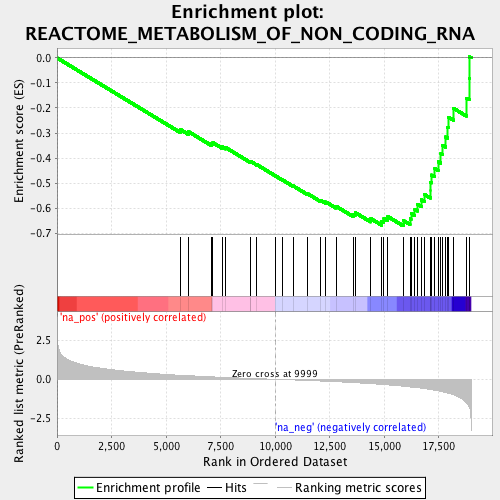 Enrichment plot:
REACTOME_METABOLISM_OF_NON_CODING_RNA
Enrichment score (ES)
0.0
-0.1
-0.2
-0.3
-0.4
-0.5
-0.6
-0.7
'na_pos' (positively correlated)
Ranked list metric (PreRanked)
2.5
0.0
-2.5
Zero cross at 9999
'na_neg' (negatively correlated)
0
2,500
5,000
7,500
10,000
12,500
15,000
17,500
Rank in Ordered Dataset
Enrichment profile
Hits
Ranking metric scores